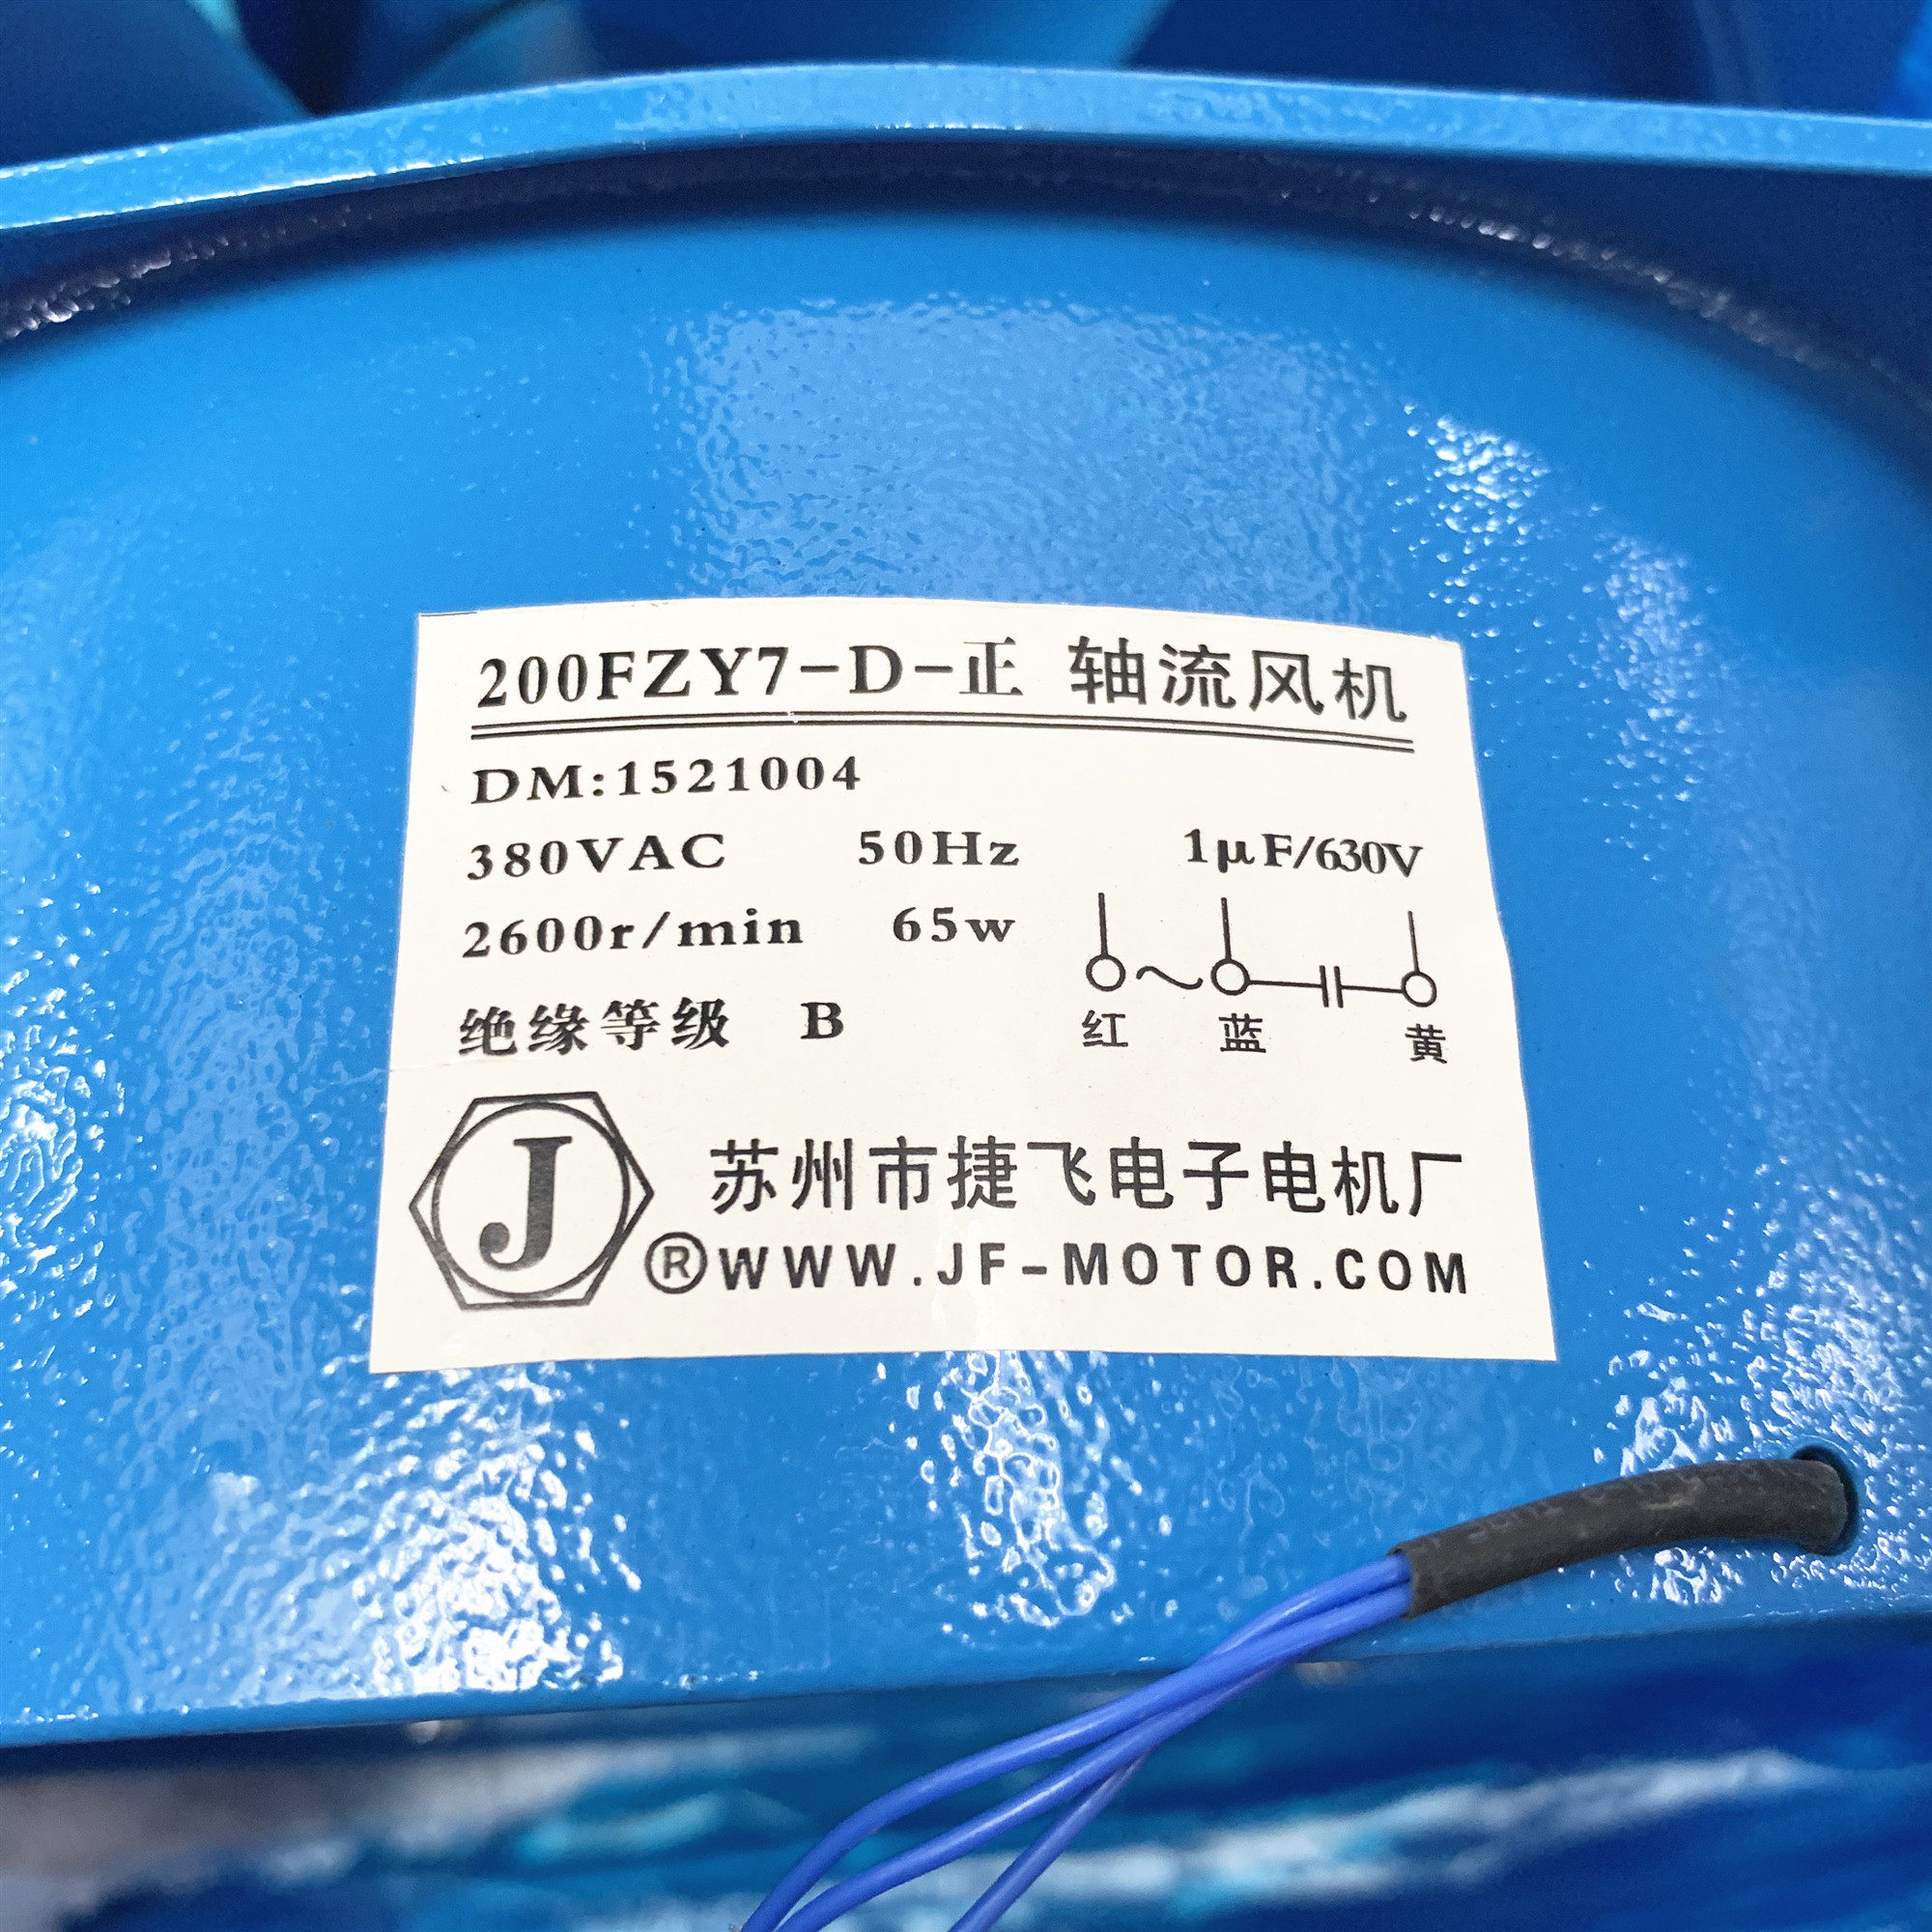 200FZY7-D-正 轴流风机
DM:1521004
380VAC 50Hz 1μF/630V
2600r/min 65w
绝缘等级 B
红 蓝 黄
J
苏州市捷飞电子电机厂
®WWW.JF-MOTOR.COM